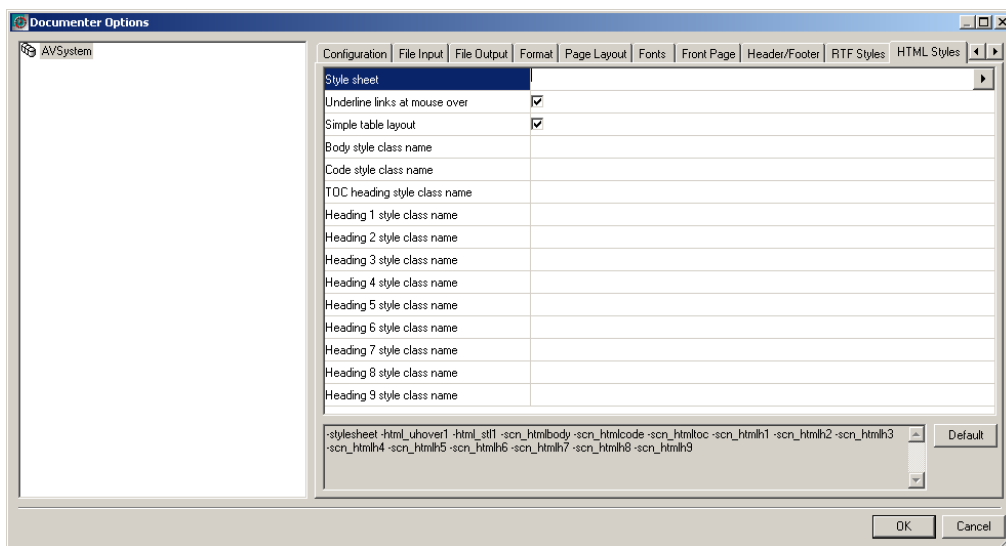 Documenter Options
AVSystem
Configuration File Input File Output Format Page Layout Fonts Front Page Header/Footer RTF Styles HTML Styles
Style sheet
Underline links at mouse over
Simple table layout
Body style class name
Code style class name
TOC heading style class name
Heading 1 style class name
Heading 2 style class name
Heading 3 style class name
Heading 4 style class name
Heading 5 style class name
Heading 6 style class name
Heading 7 style class name
Heading 8 style class name
Heading 9 style class name
-stylesheet -html_uhover1 -html_stl1 -scn_htmlbody -scn_htmlcode -scn_htmltoc -scn_htmlh1 -scn_htmlh2 -scn_htmlh3
-scn_htmlh4 -scn_htmlh5 -scn_htmlh6 -scn_htmlh7 -scn_htmlh8 -scn_htmlh9
Default
OK Cancel